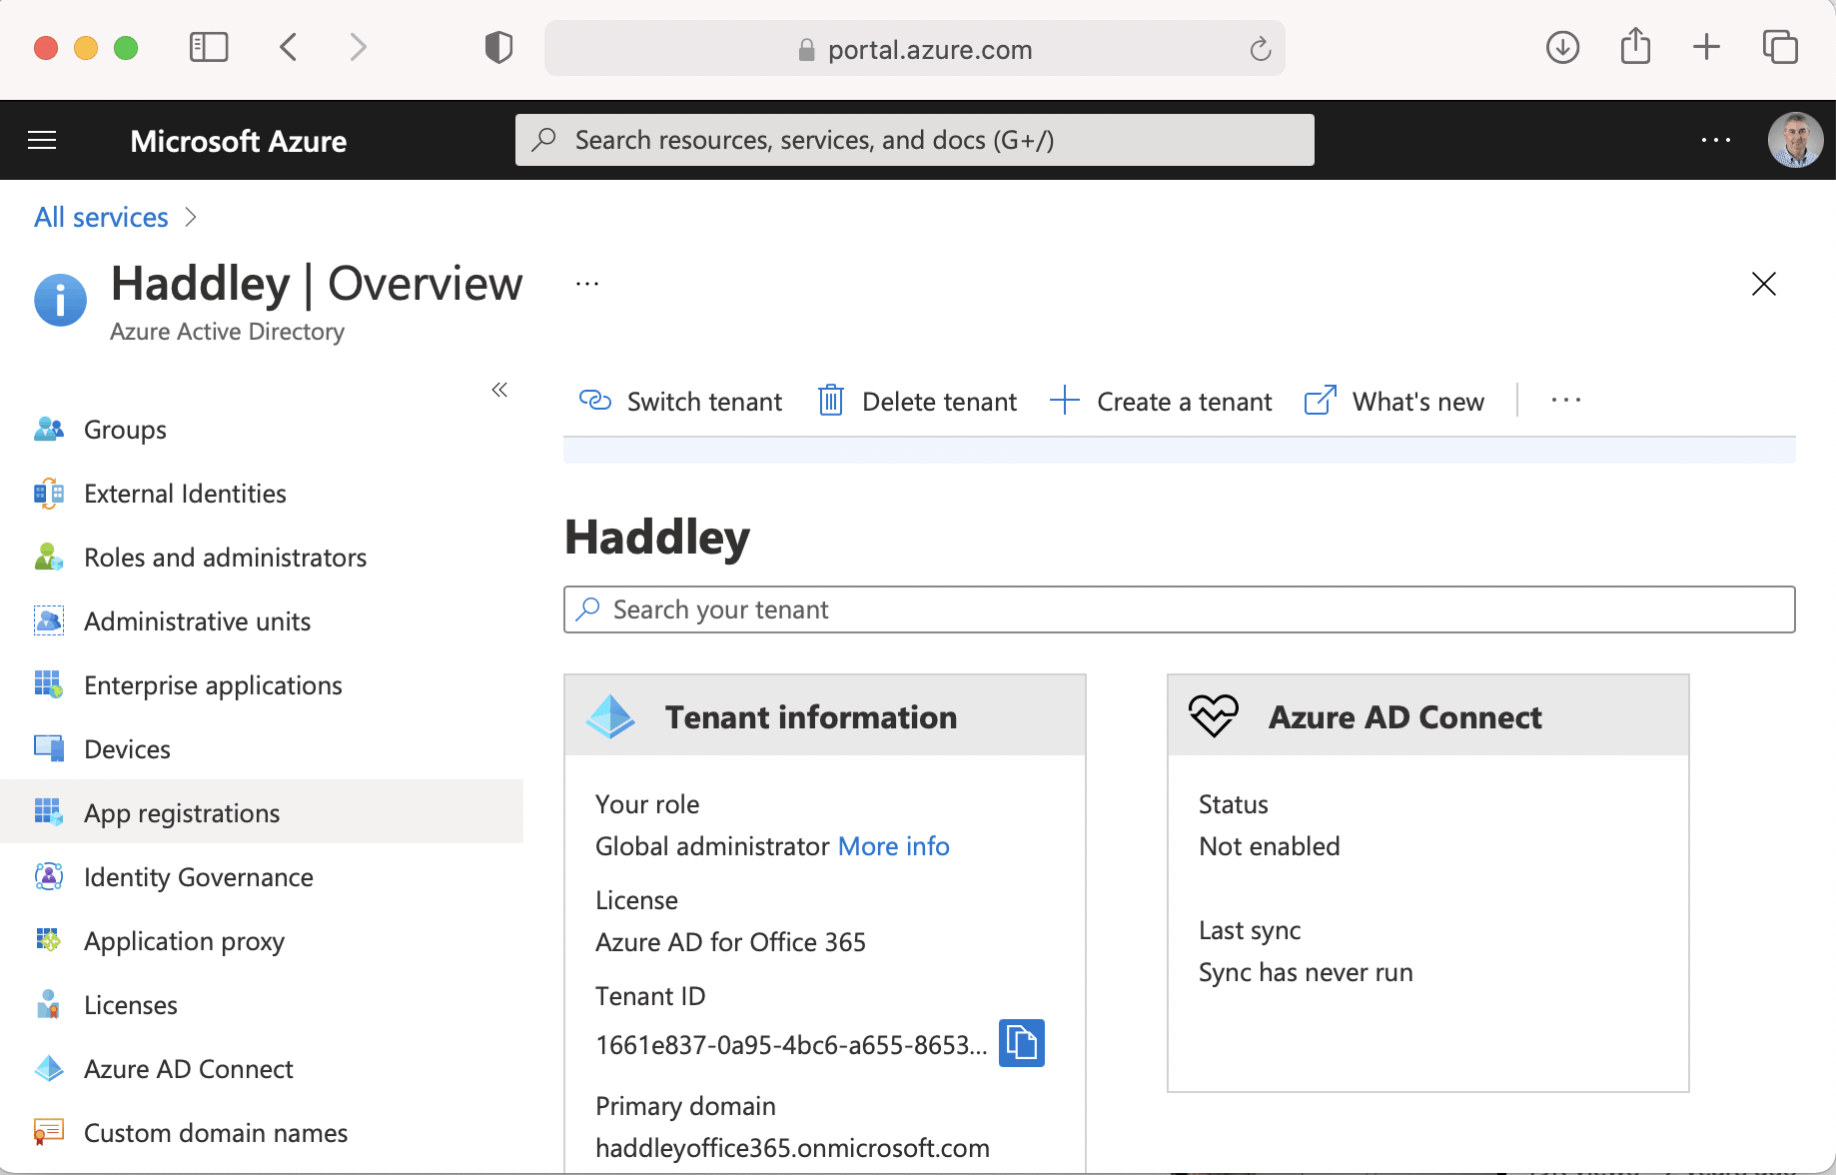 portal.azure.com
Microsoft Azure
Search resources, services, and docs (G+/)
All services
Haddley | Overview
Azure Active Directory
Switch tenant
Delete tenant
Create a tenant
What's new
Groups
External Identities
Roles and administrators
Administrative units
Enterprise applications
Devices
App registrations
Identity Governance
Application proxy
Licenses
Azure AD Connect
Custom domain names
Haddley
Search your tenant
Tenant information
Your role
Global administrator More info
License
Azure AD for Office 365
Tenant ID
1661e837-0a95-4bc6-a655-8653...
Primary domain
haddleyoffice365.onmicrosoft.com
Azure AD Connect
Status
Not enabled
Last sync
Sync has never run